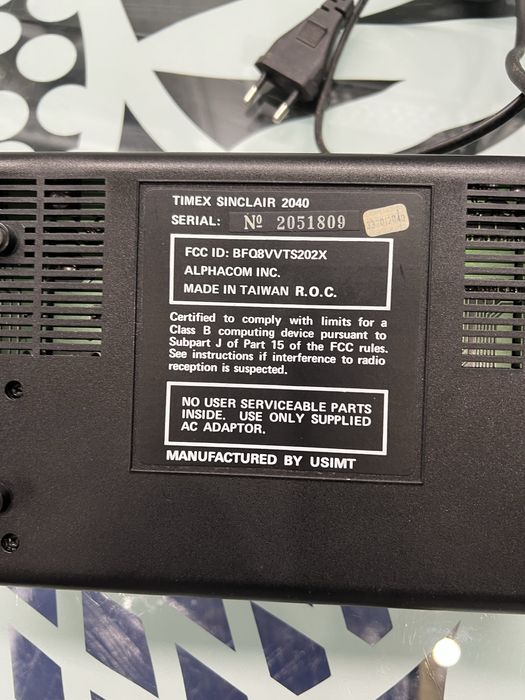 TIMEX SINCLAIR 2040
SERIAL: Nº 2051809
FCC ID: BFQ8VVTS202X
ALPHACOM INC.
MADE IN TAIWAN R.O.C.
Certified to comply with limits for a
Class B computing device pursuant to
Subpart J of Part 15 of the FCC rules.
See instructions if interference to radio
reception is suspected.
NO USER SERVICEABLE PARTS
INSIDE. USE ONLY SUPPLIED
AC ADAPTOR.
MANUFACTURED BY USIMT